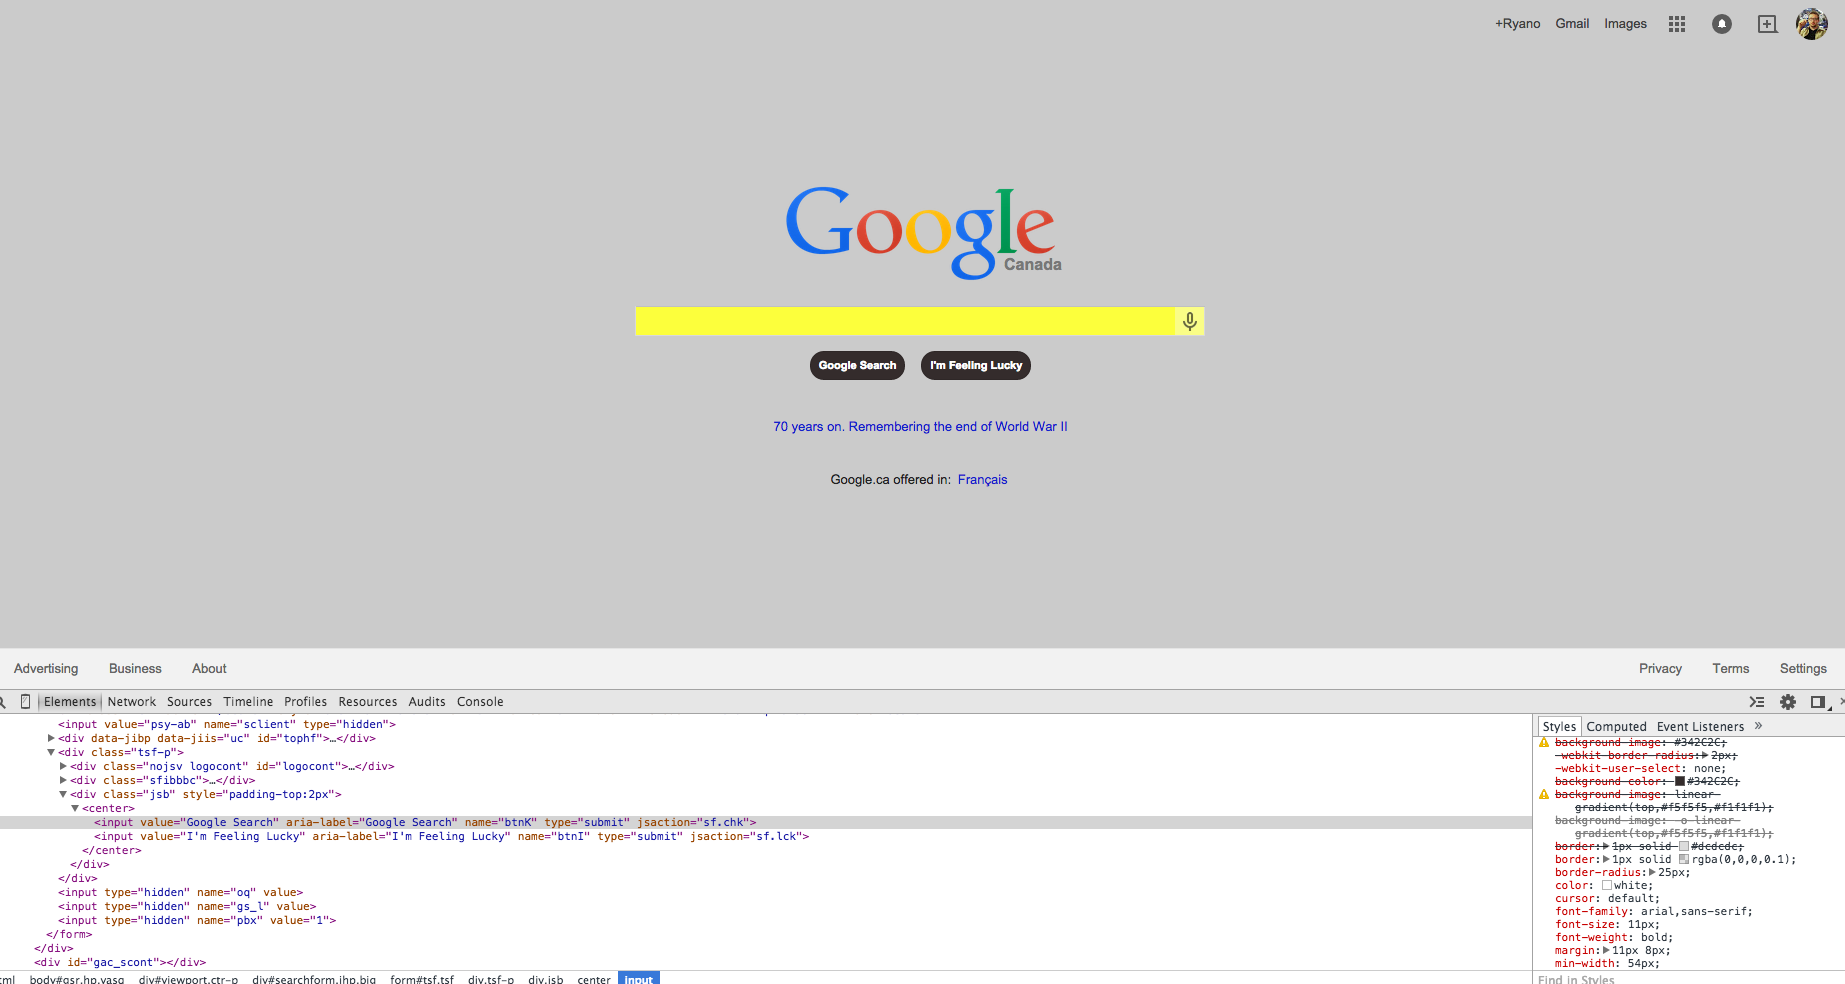 +Ryano Gmail Images
Google
Canada
Google Search I'm Feeling Lucky
70 years on. Remembering the end of World War II
Google.ca offered in: Français
Advertising Business About Privacy Terms Settings
Elements Network Sources Timeline Profiles Resources Audits Console
<input value="psy-ab" name="sclient" type="hidden">
▶<div data-jibp data-jiis="uc" id="tophf">…</div>
▼<div class="tsf-p">
▶<div class="nojsv logocont" id="logocont">…</div>
▶<div class="sfibbbc">…</div>
▼<div class="jsb" style="padding-top:2px">
▼<center>
<input value="Google Search" aria-label="Google Search" name="btnK" type="submit" jsaction="sf.chk">
<input value="I'm Feeling Lucky" aria-label="I'm Feeling Lucky" name="btnI" type="submit" jsaction="sf.lck">
</center>
</div>
</div>
<input type="hidden" name="oq" value>
<input type="hidden" name="gs_l" value>
<input type="hidden" name="pbx" value="1">
</form>
</div>
<div id="gac_scont"></div>
tml body#gsr.hp.vasq div#viewport.ctr-p div#searchform.jhp.big form#tsf.tsf div.tsf-p div.jsb center input
Styles Computed Event Listeners »
background-image: #342C2C;
-webkit-border-radius:▶2px;
-webkit-user-select: none;
background-color: #342C2C;
background-image: linear-
gradient(top,#f5f5f5,#f1f1f1);
background-image: -o-linear-
gradient(top,#f5f5f5,#f1f1f1);
border:▶1px solid #dcdcdc;
border:▶1px solid rgba(0,0,0,0.1);
border-radius:▶25px;
color: white;
cursor: default;
font-family: arial,sans-serif;
font-size: 11px;
font-weight: bold;
margin:▶11px 8px;
min-width: 54px;
Find in Styles